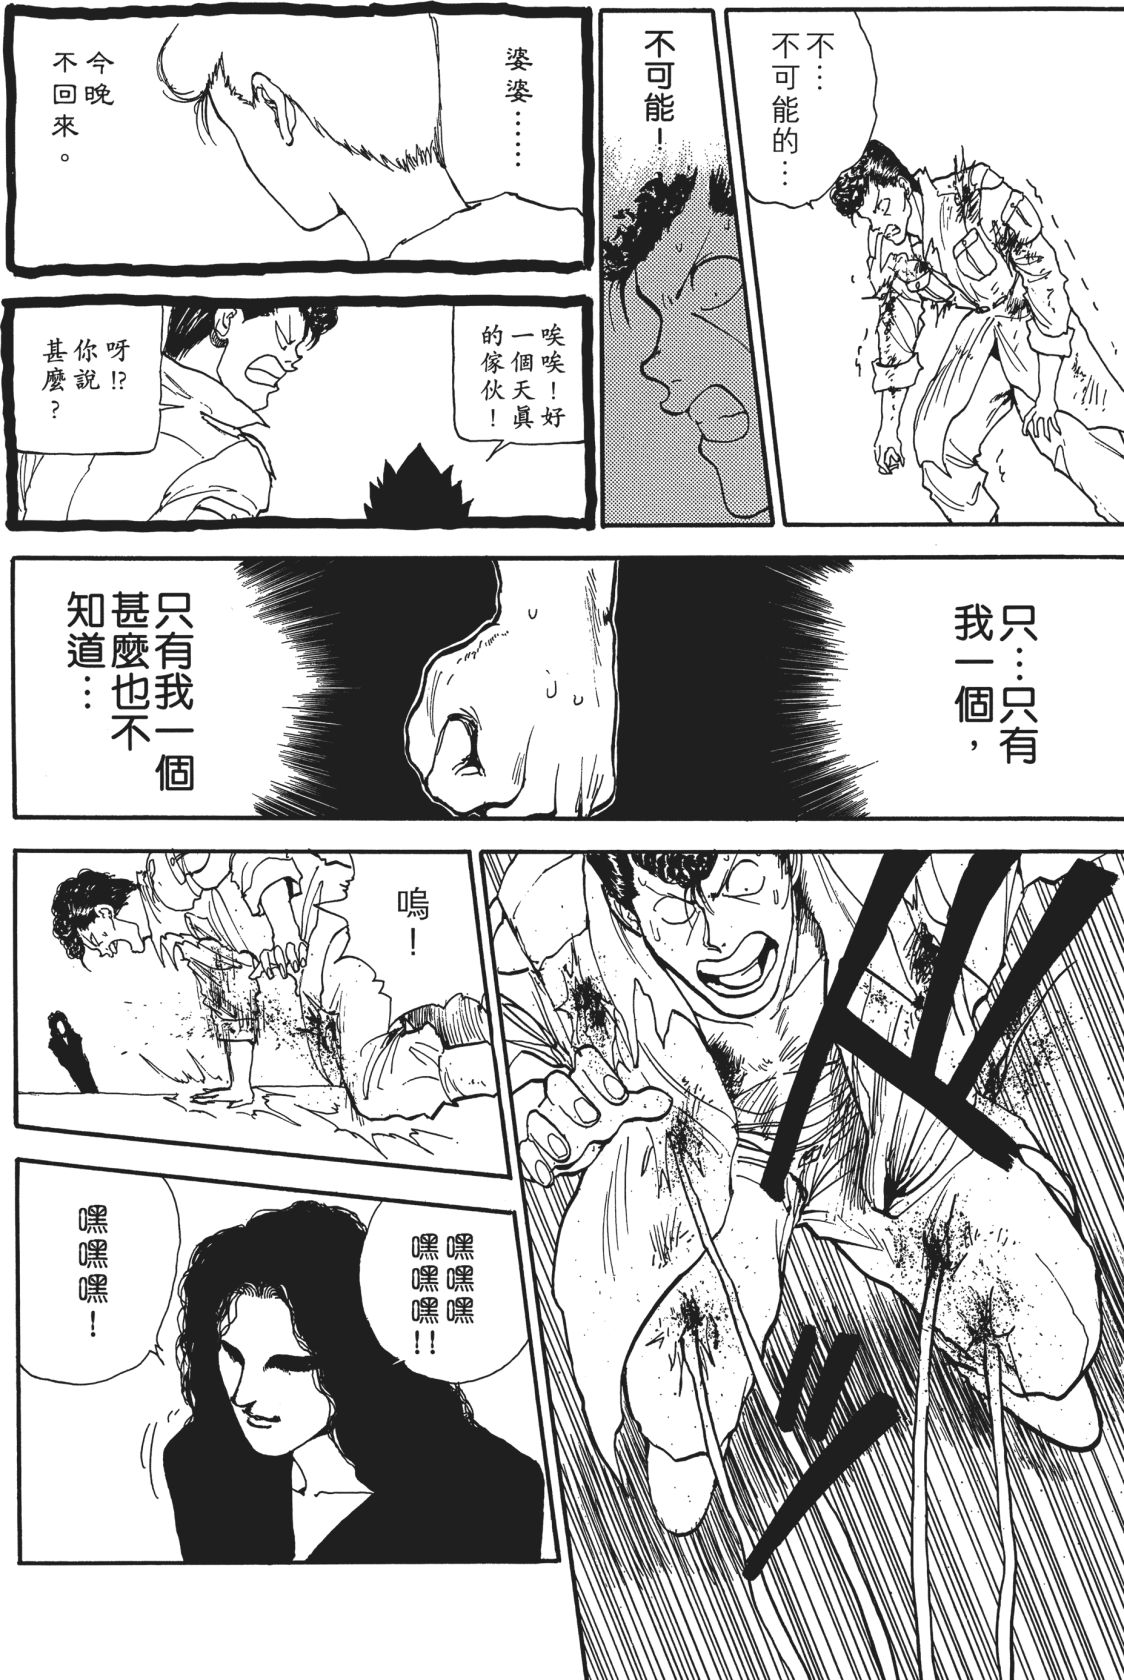 不…
不可能的…
不可能！
婆婆……
今晚
不回來。
唉唉！好
一個天真
的傢伙！
呀!?
你說
甚麼？
只…只有
我一個，
只有我一個
甚麼也不
知道…
ガガッ
嗚！
嘿嘿嘿
嘿嘿嘿!!
嘿嘿嘿！